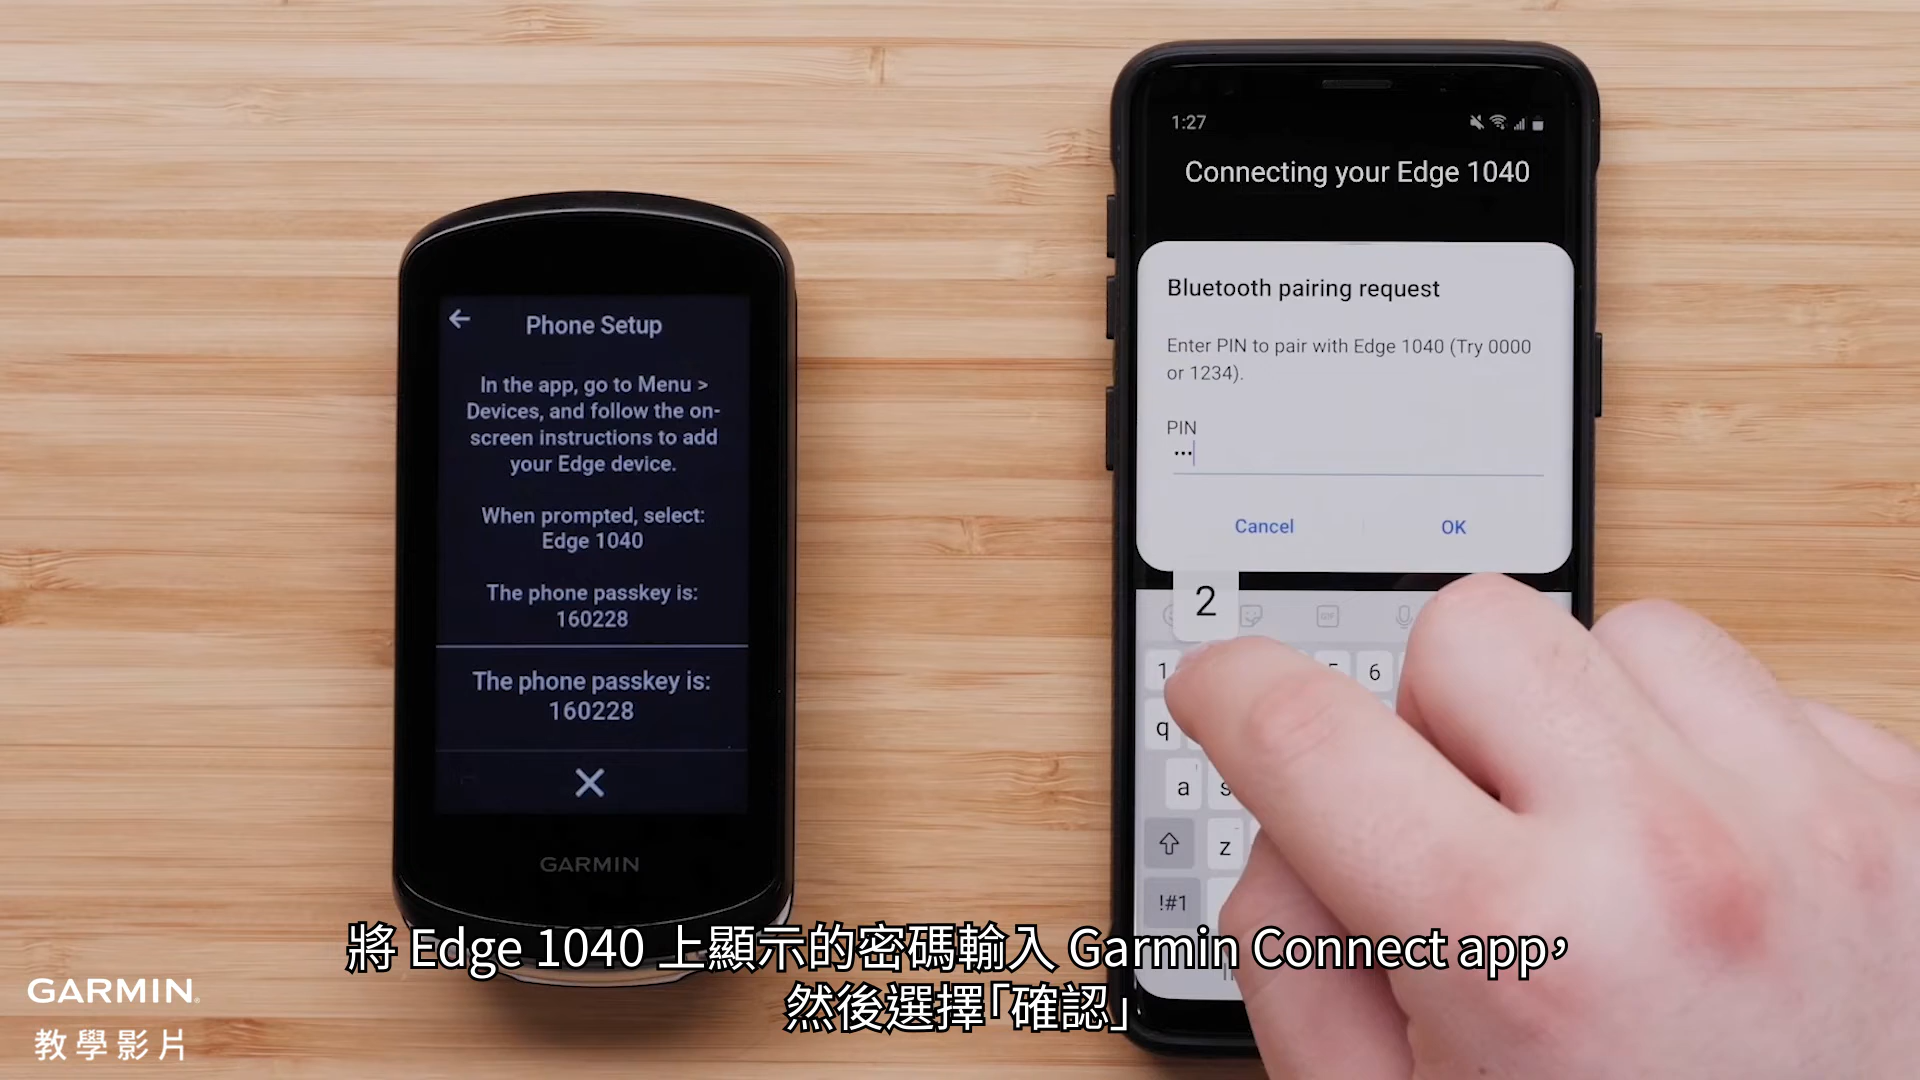 Phone Setup
In the app, go to Menu >
Devices, and follow the on-
screen instructions to add
your Edge device.
When prompted, select:
Edge 1040
The phone passkey is:
160228
The phone passkey is:
160228
GARMIN
1:27
Connecting your Edge 1040
Bluetooth pairing request
Enter PIN to pair with Edge 1040 (Try 0000
or 1234).
PIN
Cancel OK
2
GIF
1 6
q
a s
z
!#1
將 Edge 1040 上顯示的密碼輸入 Garmin Connect app，
然後選擇「確認」
GARMIN
教學影片